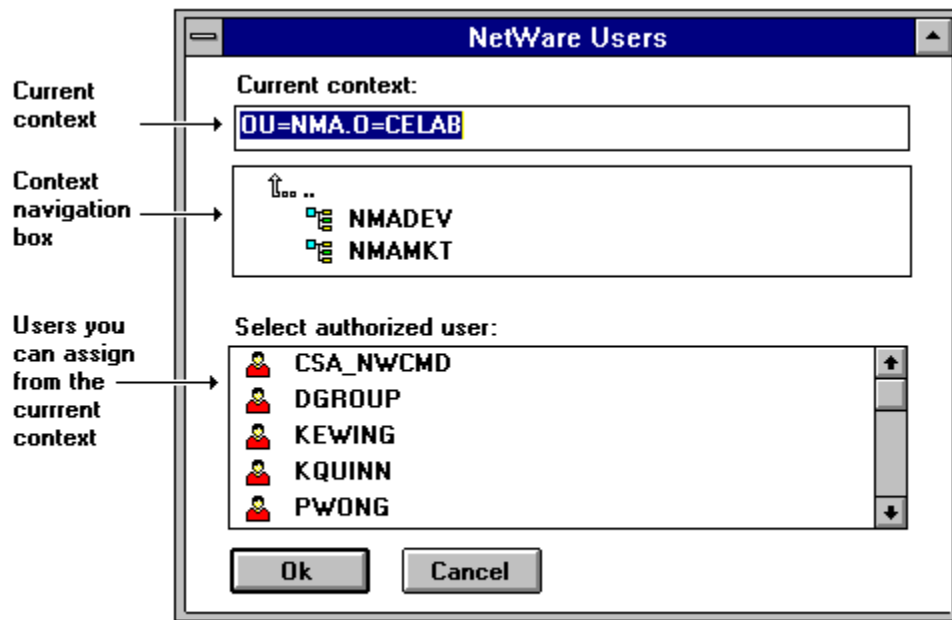 NetWare Users
Current
context
Current context:
OU=NMA.O=CELAB
Context
navigation
box
.. ..
NMADEV
NMAMKT
Users you
can assign
from the
currrent
context
Select authorized user:
CSA_NWCMD
DGROUP
KEWING
KQUINN
PWONG
Ok
Cancel